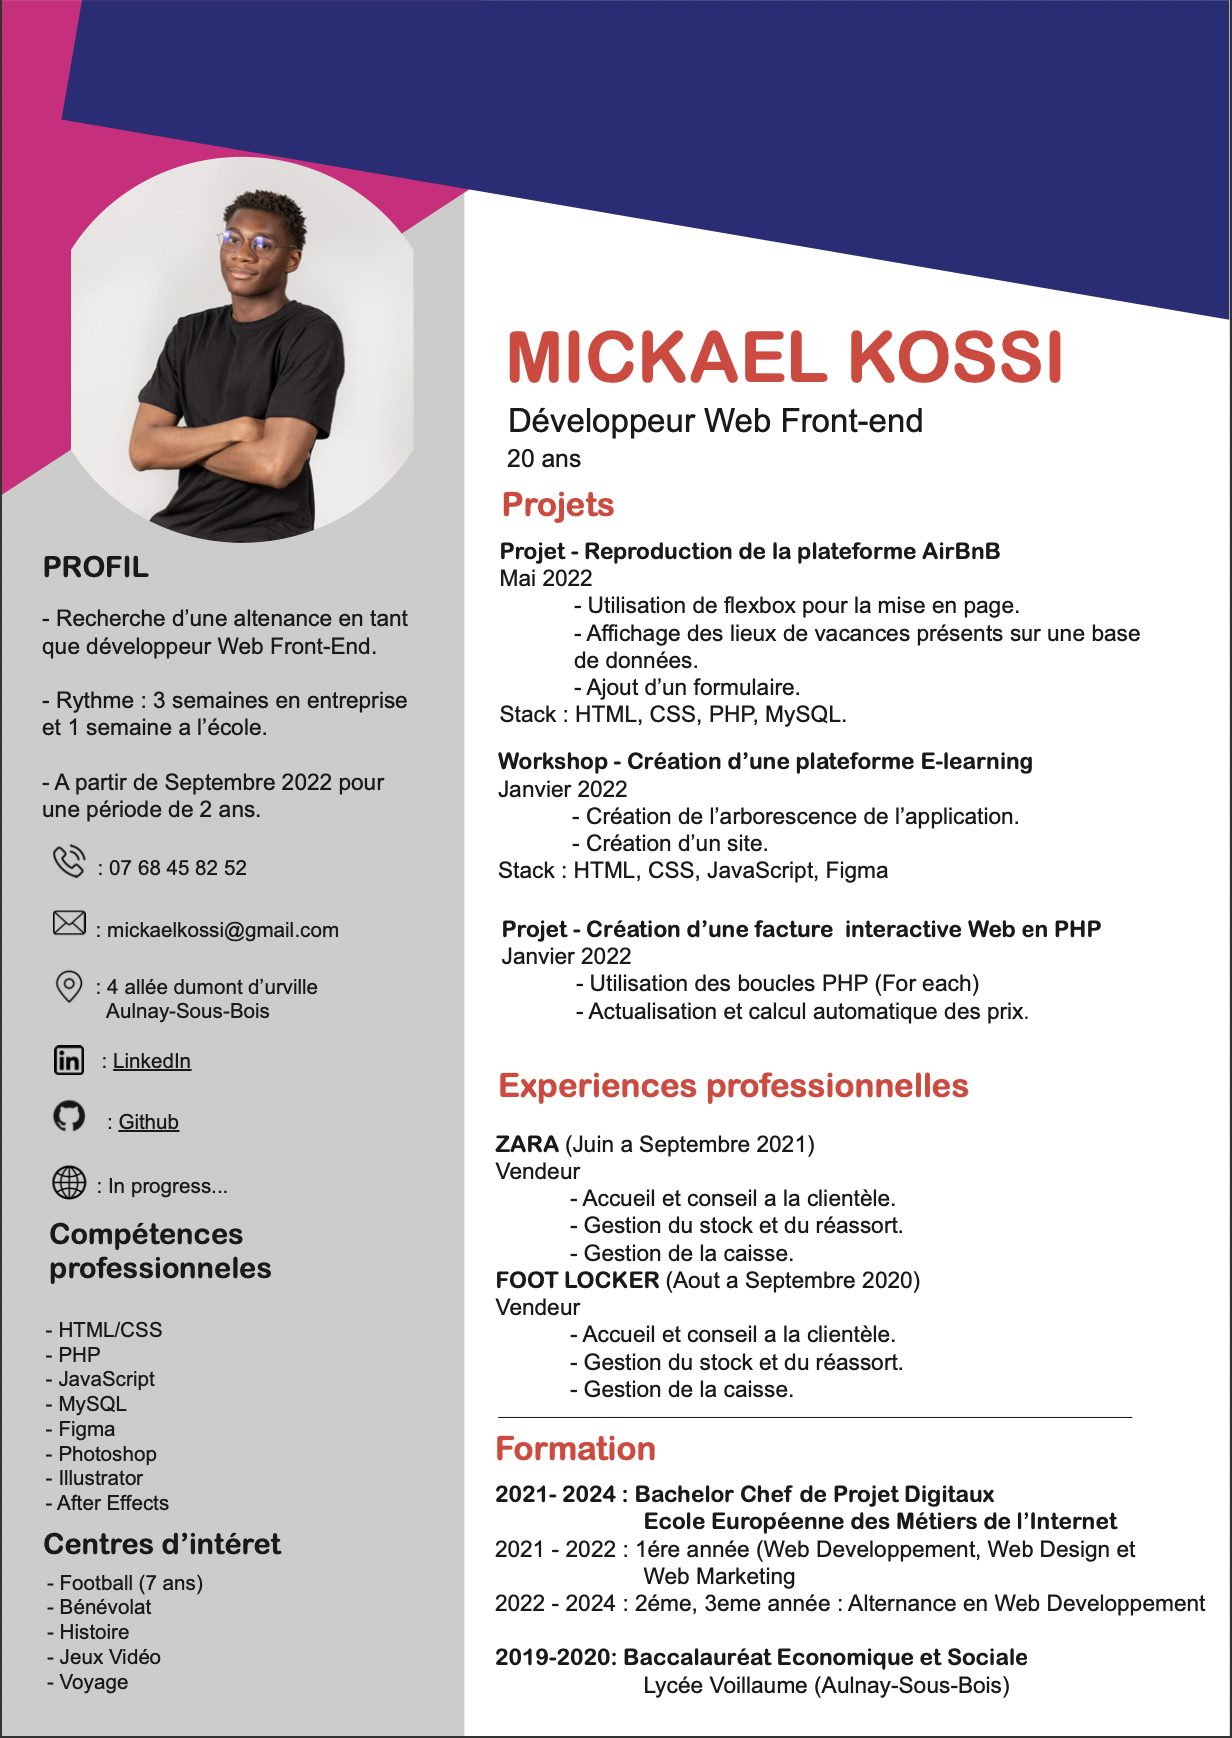 MICKAEL KOSSI
Développeur Web Front-end
20 ans
PROFIL
- Recherche d’une altenance en tant
que développeur Web Front-End.
- Rythme : 3 semaines en entreprise
et 1 semaine a l’école.
- A partir de Septembre 2022 pour
une période de 2 ans.
: 07 68 45 82 52
: mickaelkossi@gmail.com
: 4 allée dumont d’urville
Aulnay-Sous-Bois
in : LinkedIn
: Github
: In progress...
Compétences
professionneles
- HTML/CSS
- PHP
- JavaScript
- MySQL
- Figma
- Photoshop
- Illustrator
- After Effects
Centres d’intéret
- Football (7 ans)
- Bénévolat
- Histoire
- Jeux Vidéo
- Voyage
Projets
Projet - Reproduction de la plateforme AirBnB
Mai 2022
- Utilisation de flexbox pour la mise en page.
- Affichage des lieux de vacances présents sur une base
de données.
- Ajout d’un formulaire.
Stack : HTML, CSS, PHP, MySQL.
Workshop - Création d’une plateforme E-learning
Janvier 2022
- Création de l’arborescence de l’application.
- Création d’un site.
Stack : HTML, CSS, JavaScript, Figma
Projet - Création d’une facture  interactive Web en PHP
Janvier 2022
- Utilisation des boucles PHP (For each)
- Actualisation et calcul automatique des prix.
Experiences professionnelles
ZARA (Juin a Septembre 2021)
Vendeur
- Accueil et conseil a la clientèle.
- Gestion du stock et du réassort.
- Gestion de la caisse.
FOOT LOCKER (Aout a Septembre 2020)
Vendeur
- Accueil et conseil a la clientèle.
- Gestion du stock et du réassort.
- Gestion de la caisse.
Formation
2021- 2024 : Bachelor Chef de Projet Digitaux
Ecole Européenne des Métiers de l’Internet
2021 - 2022 : 1ére année (Web Developpement, Web Design et
Web Marketing
2022 - 2024 : 2éme, 3eme année : Alternance en Web Developpement
2019-2020: Baccalauréat Economique et Sociale
Lycée Voillaume (Aulnay-Sous-Bois)